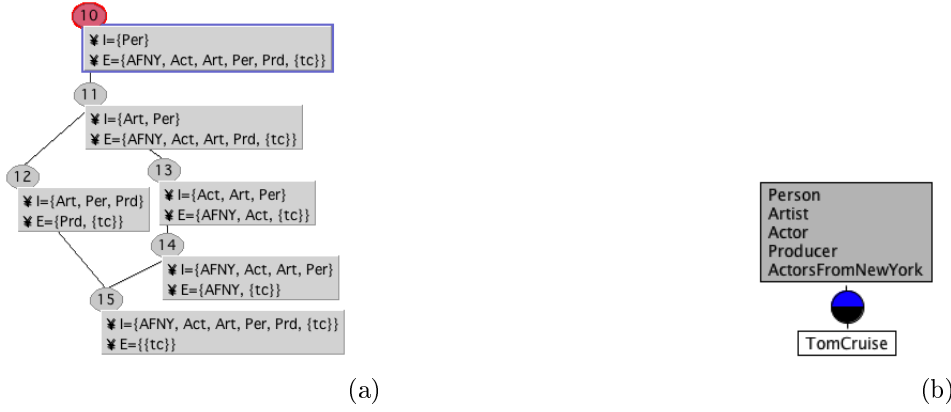 10
¥ I={Per}
¥ E={AFNY, Act, Art, Per, Prd, {tc}}
11
¥ I={Art, Per}
¥ E={AFNY, Act, Art, Prd, {tc}}
12
¥ I={Art, Per, Prd}
¥ E={Prd, {tc}}
13
¥ I={Act, Art, Per}
¥ E={AFNY, Act, {tc}}
14
¥ I={AFNY, Act, Art, Per}
¥ E={AFNY, {tc}}
15
¥ I={AFNY, Act, Art, Per, Prd, {tc}}
¥ E={{tc}}
(a)
Person
Artist
Actor
Producer
ActorsFromNewYork
TomCruise
(b)